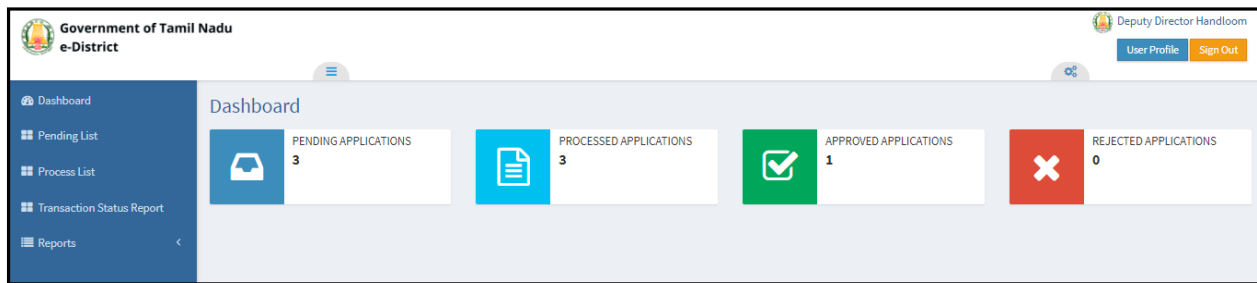 Government of Tamil Nadu
e-District
Deputy Director Handloom
User Profile
Sign Out
Dashboard
Pending List
Process List
Transaction Status Report
Reports
Dashboard
PENDING APPLICATIONS
3
PROCESSED APPLICATIONS
3
APPROVED APPLICATIONS
1
REJECTED APPLICATIONS
0